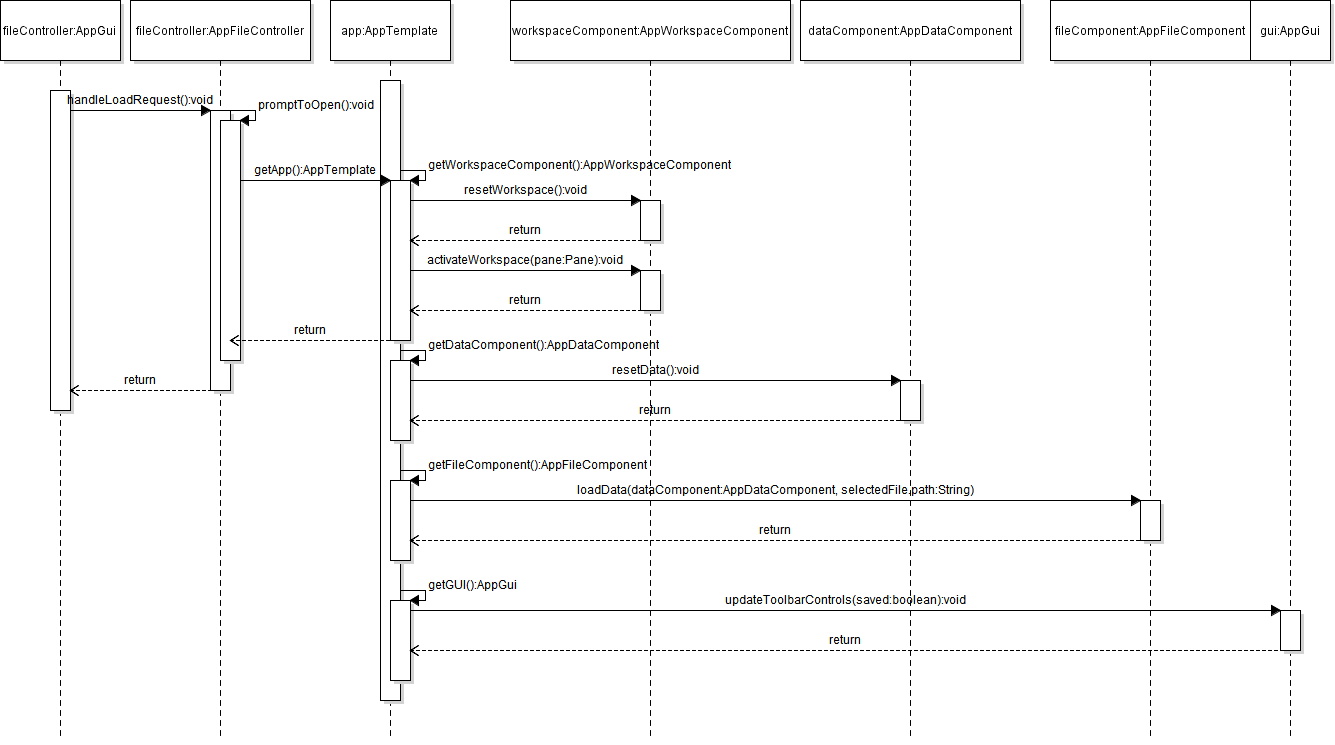 fileController:AppGui
fileController:AppFileController
app:AppTemplate
workspaceComponent:AppWorkspaceComponent
dataComponent:AppDataComponent
fileComponent:AppFileComponent
gui:AppGui
handleLoadRequest():void
promptToOpen():void
getApp():AppTemplate
getWorkspaceComponent():AppWorkspaceComponent
resetWorkspace():void
return
activateWorkspace(pane:Pane):void
return
return
getDataComponent():AppDataComponent
resetData():void
return
return
getFileComponent():AppFileComponent
loadData(dataComponent:AppDataComponent, selectedFile.path:String)
return
getGUI():AppGui
updateToolbarControls(saved:boolean):void
return